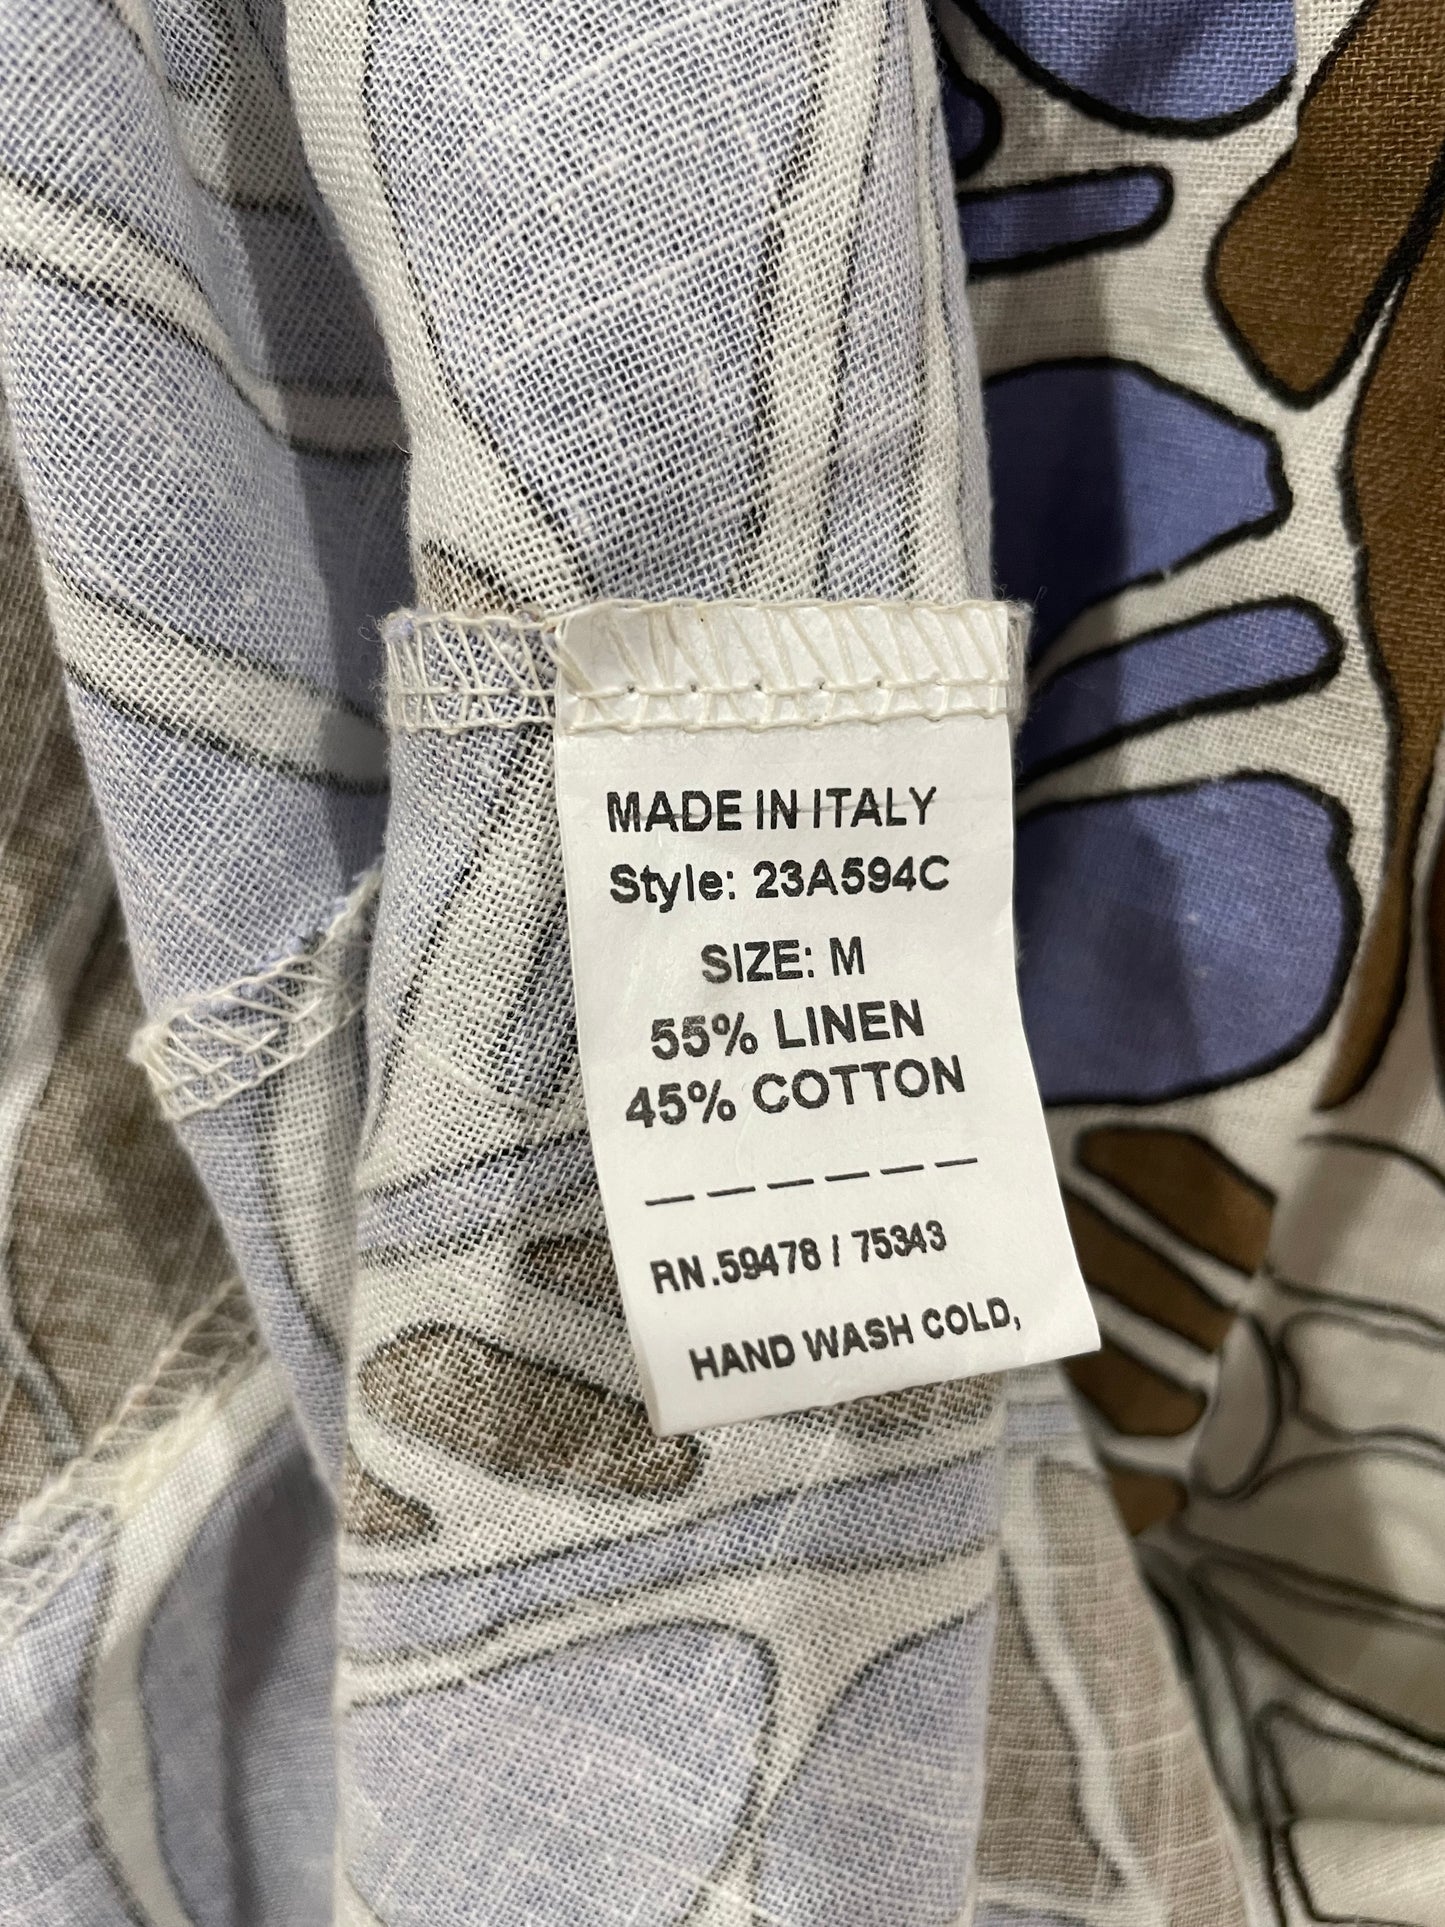 MADE IN ITALY
Style: 23A594C
SIZE: M
55% LINEN
45% COTTON
— — — — — —
RN.59478 / 75343
HAND WASH COLD,